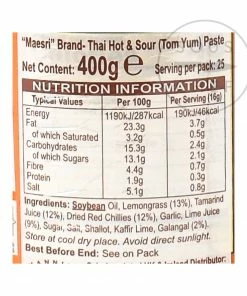 "Maesri" Brand- Thai Hot & Sour (Tom Yum) Paste
Net Content: 400g e Serving per pack: 25
NUTRITION INFORMATION
Typical Values Per 100g Per Serving (16g)
Energy 1190kJ/287kcal 190kJ/46kcal
Fat 23.3g 3.7g
of which Saturated 3.2g 0.5g
Carbohydrates 15.3g 2.4g
of which Sugars 13.1g 2.1g
Fibre 4.4g 0.7g
Protein 1.9g 0.3g
Salt 5.1g 0.8g
Ingredients: Soybean Oil, Lemongrass (13%), Tamarind
Juice (12%), Dred Red Chillies (12%), Garlic, Lime Juice
(9%), Sugar, Salt, Shallot, Kaffir Lime, Galangal (2%).
Store at cool dry place. Avoid direct sunlight.
Best Before End: See on Pack